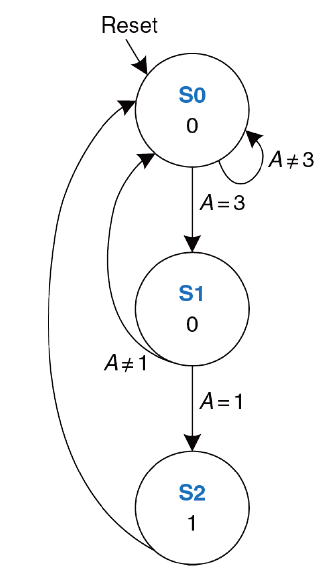 Reset
S0
0
A ≠ 3
A = 3
S1
0
A ≠ 1
A = 1
S2
1